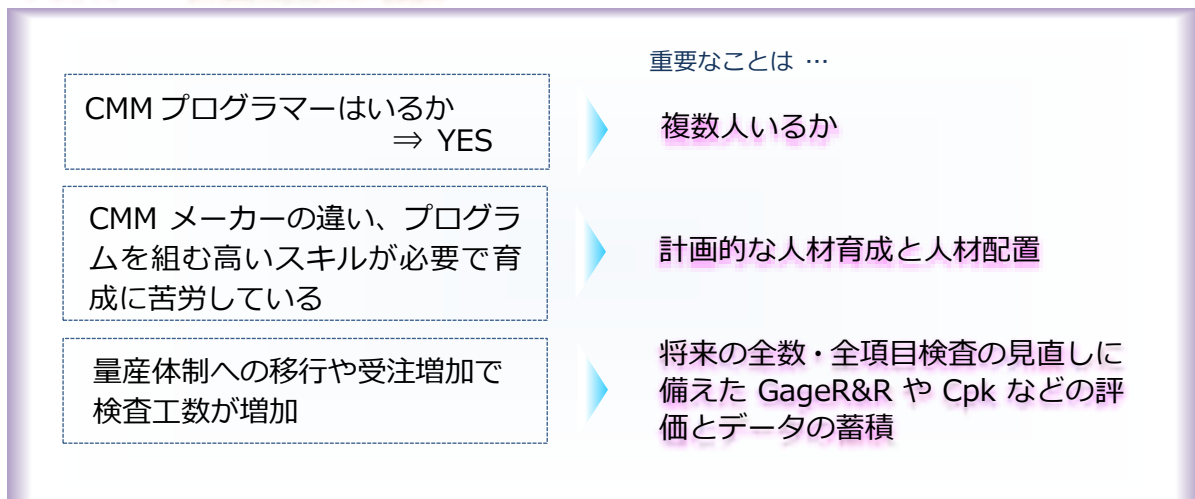 重要なことは …
CMM プログラマーはいるか
⇒ YES
複数人いるか
CMM メーカーの違い、プログラ
ムを組む高いスキルが必要で育
成に苦労している
計画的な人材育成と人材配置
量産体制への移行や受注増加で
検査工数が増加
将来の全数・全項目検査の見直しに
備えた GageR&R や Cpk などの評
価とデータの蓄積